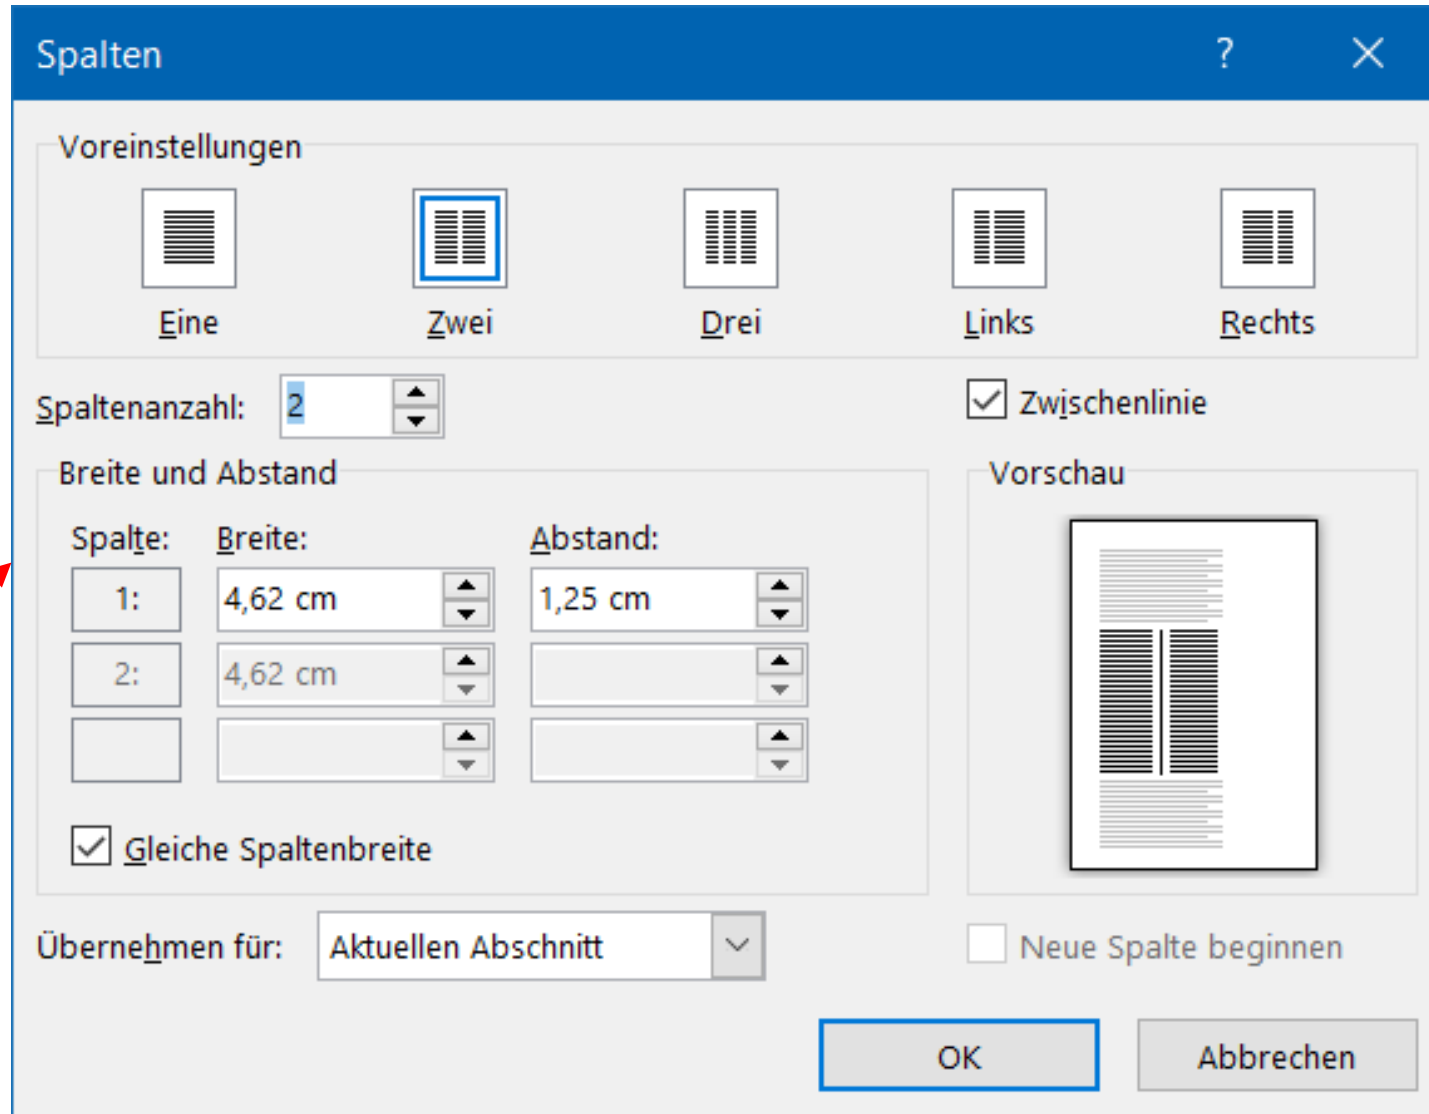 Spalten ?
Voreinstellungen
Eine Zwei Drei Links Rechts
Spaltenanzahl: 2 Zwischenlinie
Breite und Abstand Vorschau
Spalte: Breite: Abstand:
1: 4,62 cm 1,25 cm
2: 4,62 cm
Gleiche Spaltenbreite
Übernehmen für: Aktuellen Abschnitt Neue Spalte beginnen
OK Abbrechen